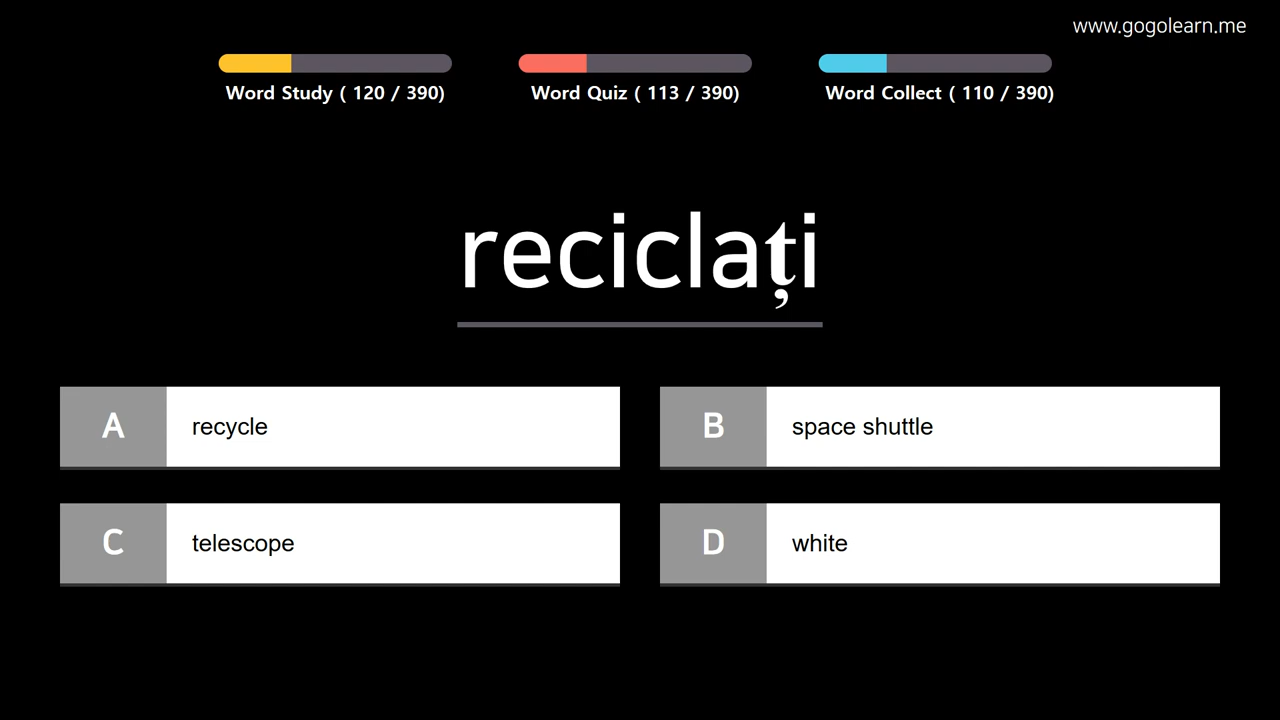 www.gogolearn.me
Word Study ( 120 / 390)
Word Quiz ( 113 / 390)
Word Collect ( 110 / 390)
reciclați
A recycle
B space shuttle
C telescope
D white